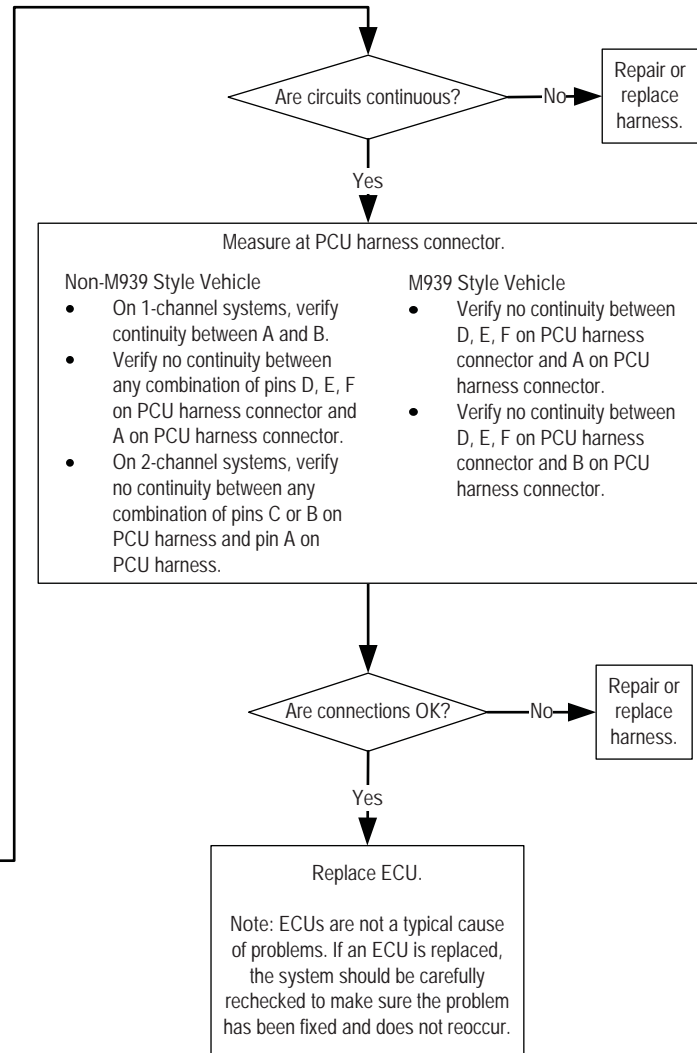 Are circuits continuous?
No
Repair or
replace
harness.
Yes
Measure at PCU harness connector.
Non-M939 Style Vehicle
• On 1-channel systems, verify
continuity between A and B.
• Verify no continuity between
any combination of pins D, E, F
on PCU harness connector and
A on PCU harness connector.
• On 2-channel systems, verify
no continuity between any
combination of pins C or B on
PCU harness and pin A on
PCU harness.
M939 Style Vehicle
• Verify no continuity between
D, E, F on PCU harness
connector and A on PCU
harness connector.
• Verify no continuity between
D, E, F on PCU harness
connector and B on PCU
harness connector.
Are connections OK?
No
Repair or
replace
harness.
Yes
Replace ECU.
Note: ECUs are not a typical cause
of problems. If an ECU is replaced,
the system should be carefully
rechecked to make sure the problem
has been fixed and does not reoccur.